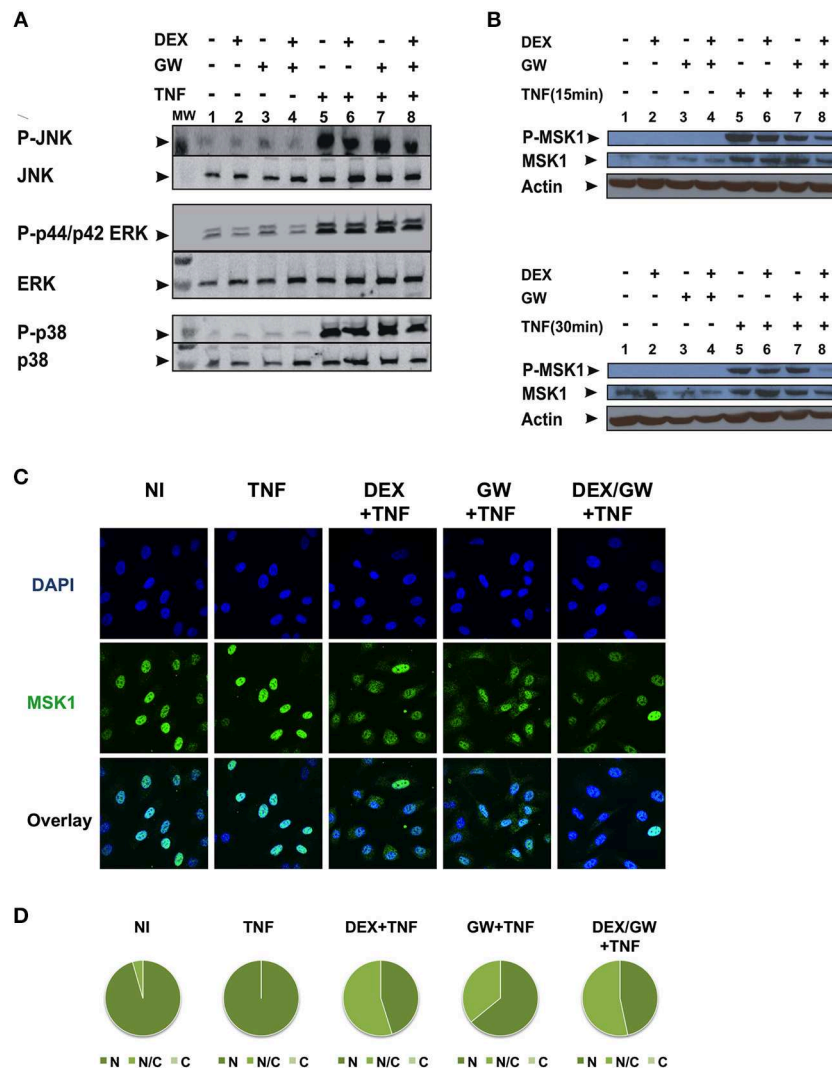 A
DEX - + - + - + - +
GW - - + + - - + +
TNF - - - - + + + +
MW 1 2 3 4 5 6 7 8
P-JNK
JNK
P-p44/p42 ERK
ERK
P-p38
p38
B
DEX - + - + - + - +
GW - - + + - - + +
TNF(15min) - - - - + + + +
1 2 3 4 5 6 7 8
P-MSK1
MSK1
Actin
DEX - + - + - + - +
GW - - + + - - + +
TNF(30min) - - - - + + + +
1 2 3 4 5 6 7 8
P-MSK1
MSK1
Actin
C
NI TNF DEX +TNF GW +TNF DEX/GW +TNF
DAPI
MSK1
Overlay
D
NI TNF DEX+TNF GW+TNF DEX/GW +TNF
N N/C C N N/C C N N/C C N N/C C N N/C C